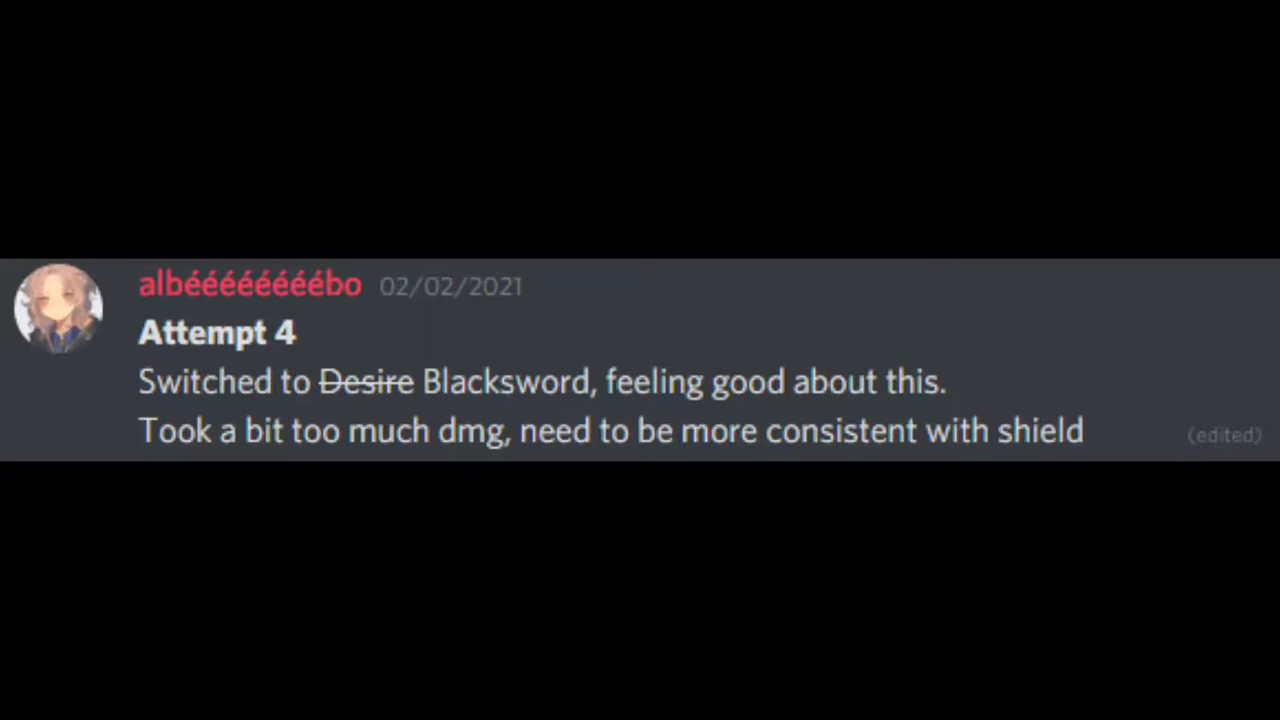 albéééééééébo 02/02/2021
Attempt 4
Switched to Desire Blacksword, feeling good about this.
Took a bit too much dmg, need to be more consistent with shield (edited)